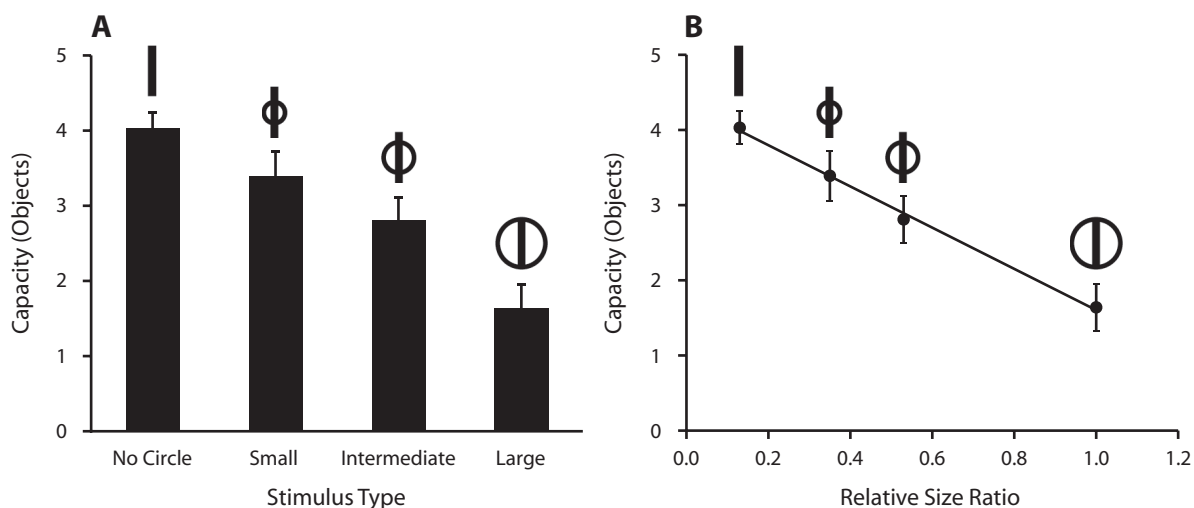 A
Capacity (Objects)
5
4
3
2
1
0
No Circle Small Intermediate Large
Stimulus Type
B
Capacity (Objects)
5
4
3
2
1
0
0.0 0.2 0.4 0.6 0.8 1.0 1.2
Relative Size Ratio